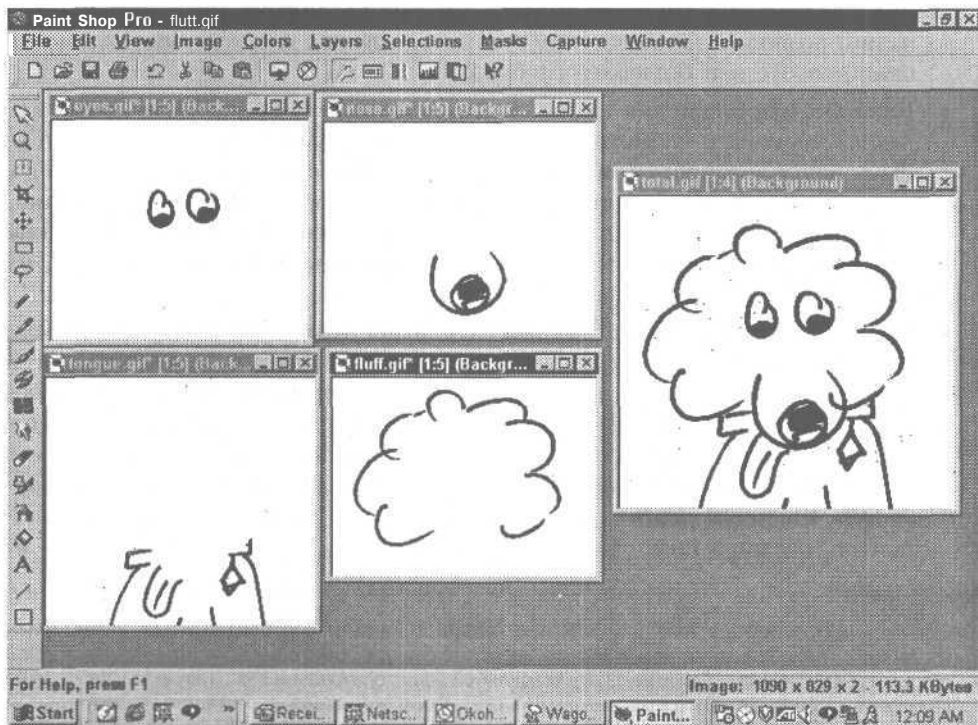 Paint Shop Pro - flutt.gif
File Edit View Image Colors Layers Selections Masks Capture Window Help
eyes.gif* [1:5] (Back...
nose.gif* [1:5] (Backgr...
total.gif [1:4] (Background)
tongur.gif* [1:5] (Back...
fluff.gif* [1:5] (Backgr...
For Help, press F1
Image: 1090 x 829 x 2 - 113.3 KBytes
Start » Recei... Netsc... Okoh... Wago... Paint... 12:09 AM